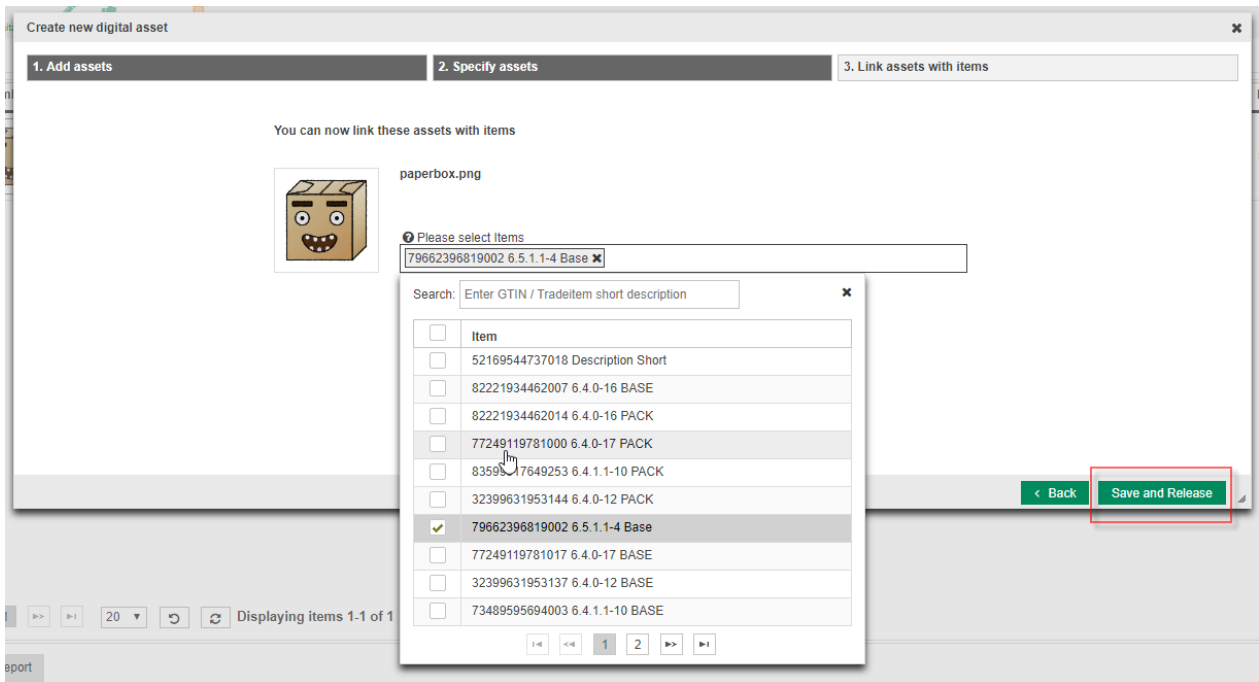 Create new digital asset
1. Add assets
2. Specify assets
3. Link assets with items
You can now link these assets with items
paperbox.png
Please select Items
79662396819002 6.5.1.1-4 Base
Search: Enter GTIN / Tradeitem short description
Item
52169544737018 Description Short
82221934462007 6.4.0-16 BASE
82221934462014 6.4.0-16 PACK
77249119781000 6.4.0-17 PACK
17649253 6.4.1.1-10 PACK
32399631953144 6.4.0-12 PACK
79662396819002 6.5.1.1-4 Base
77249119781017 6.4.0-17 BASE
32399631953137 6.4.0-12 BASE
73489595694003 6.4.1.1-10 BASE
1 2
< Back
Save and Release
20
Displaying items 1-1 of 1
eport